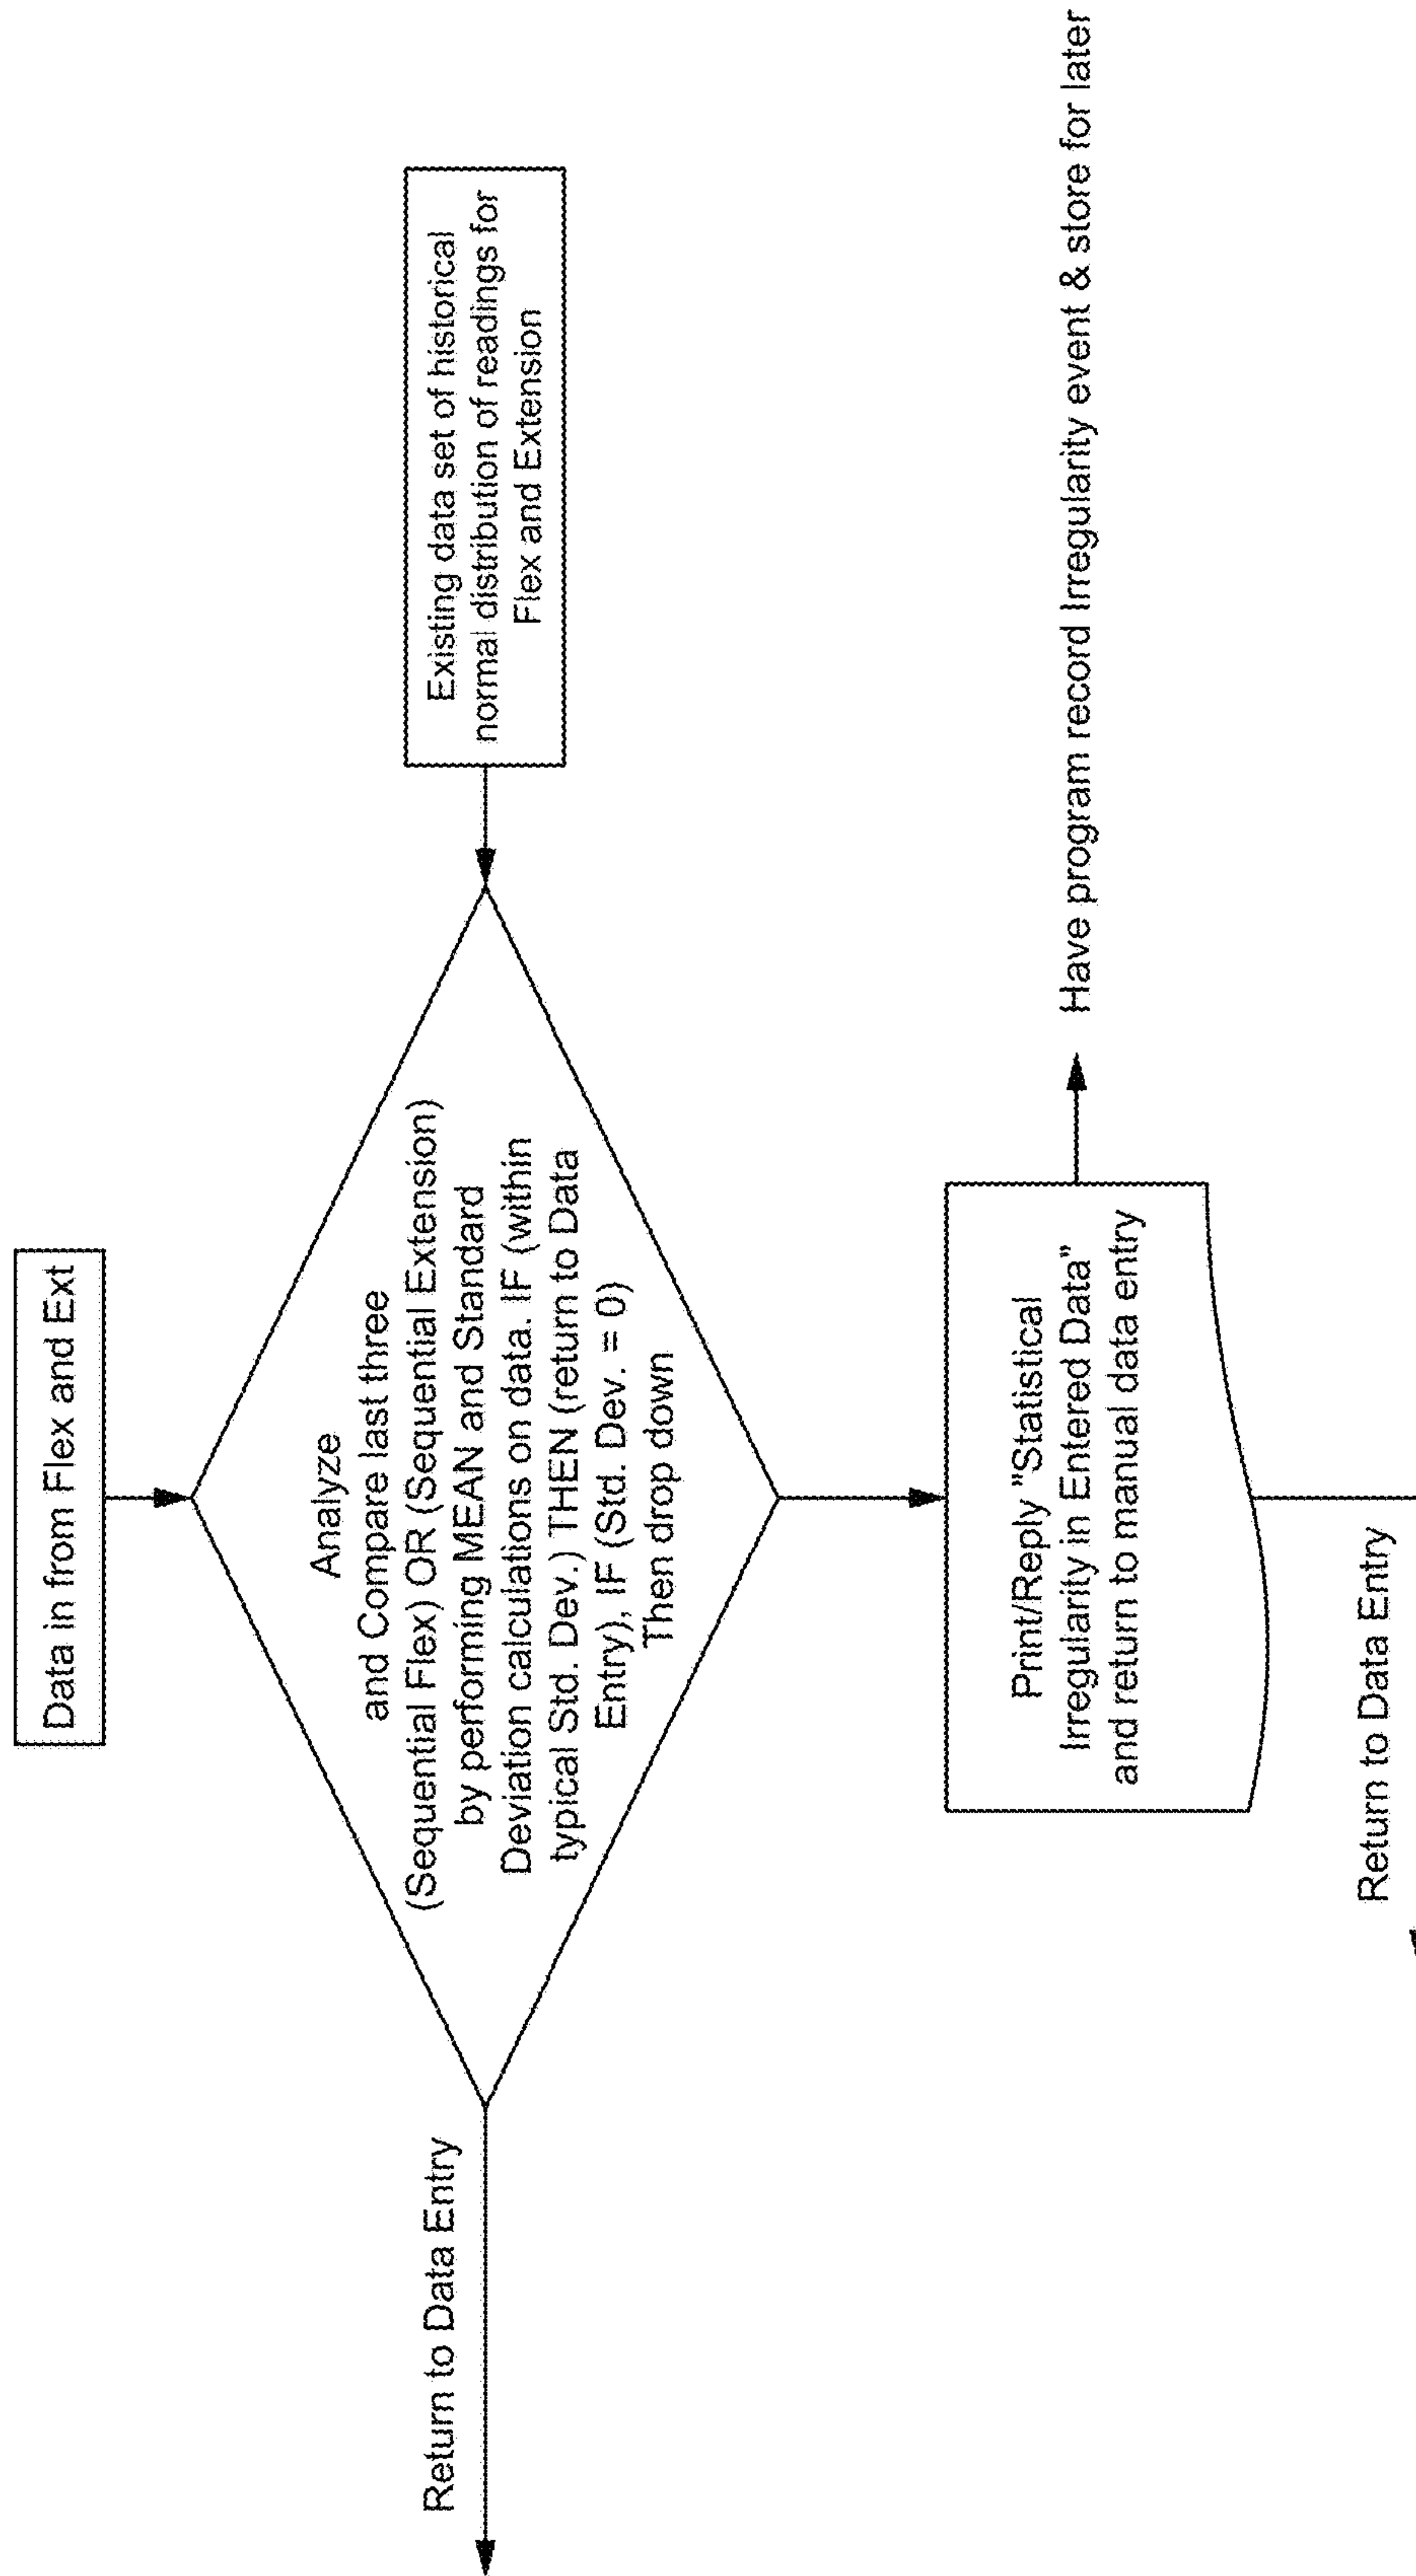 Data in from Flex and Ext
Analyze
and Compare last three
(Sequential Flex) OR (Sequential Extension)
by performing MEAN and Standard
Deviation calculations on data. IF (within
typical Std. Dev.) THEN (return to Data
Entry), IF (Std. Dev. = 0)
Then drop down
Return to Data Entry
Existing data set of historical
normal distribution of readings for
Flex and Extension
Print/Reply "Statistical
Irregularity in Entered Data"
and return to manual data entry
Have program record Irregularity event & store for later
Return to Data Entry